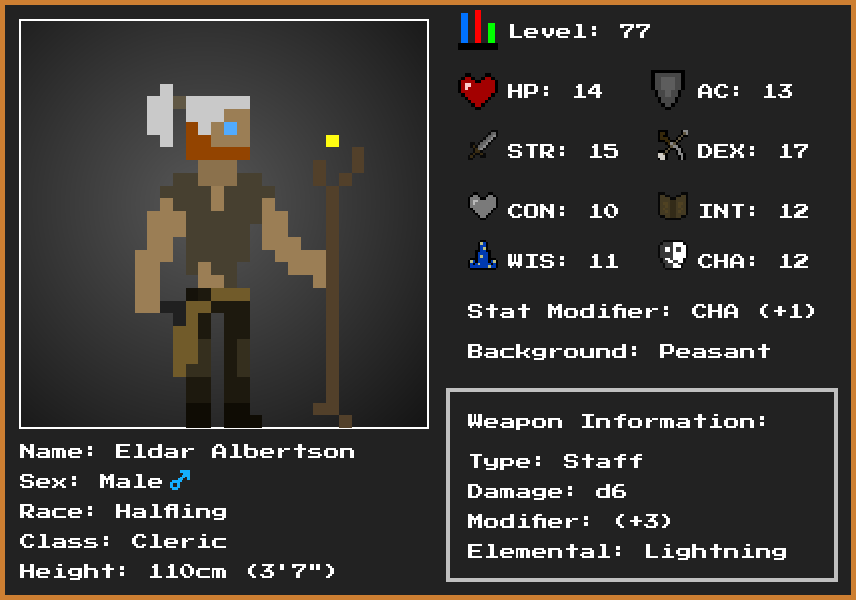 Level: 77
HP: 14
AC: 13
STR: 15
DEX: 17
CON: 10
INT: 12
WIS: 11
CHA: 12
Stat Modifier: CHA (+1)
Background: Peasant
Weapon Information:
Type: Staff
Damage: d6
Modifier: (+3)
Elemental: Lightning
Name: Eldar Albertson
Sex: Male♂
Race: Halfling
Class: Cleric
Height: 110cm (3'7")